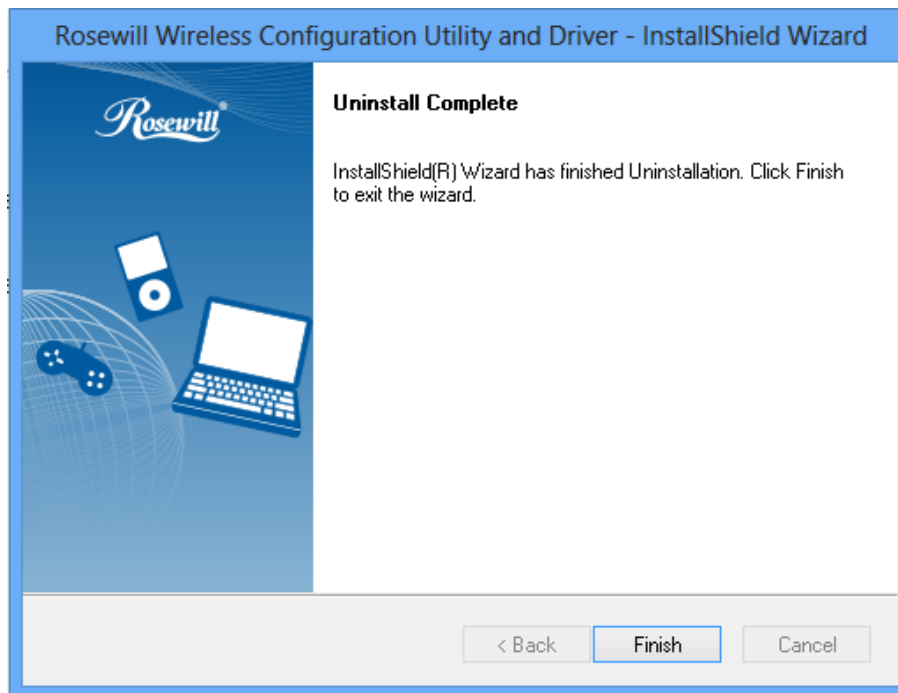 Rosewill Wireless Configuration Utility and Driver - InstallShield Wizard
Rosewill®
Uninstall Complete
InstallShield(R) Wizard has finished Uninstallation. Click Finish
to exit the wizard.
< Back
Finish
Cancel